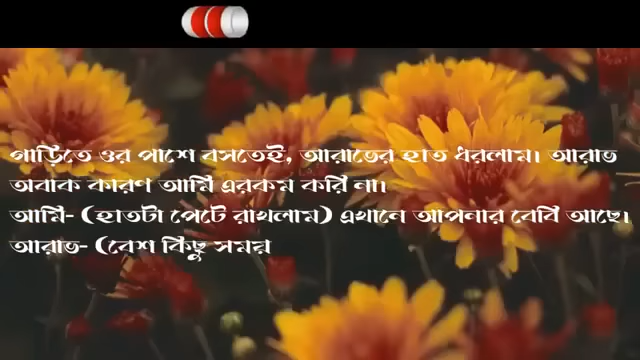 গাড়িতে ওর পাশে বসতেই, আরাভের হাত ধরলাম। আরাভ
অবাক কারণ আমি এরকম করি না।
আমি- (হাতটা পেটে রাখলাম) এখানে আপনার বেবি আছে।
আরাভ- (বেশ কিছু সময়